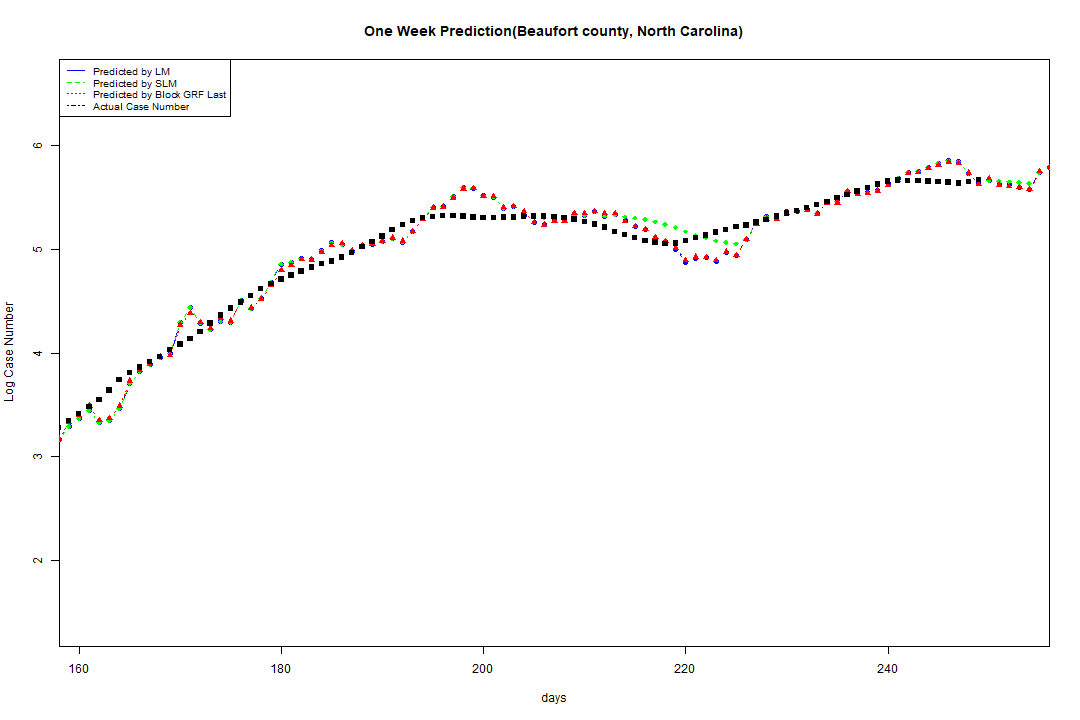 One Week Prediction(Beaufort county, North Carolina)
Predicted by LM
Predicted by SLM
Predicted by Block GRF Last
Actual Case Number
6
5
4
3
2
Log Case Number
160 180 200 220 240
days